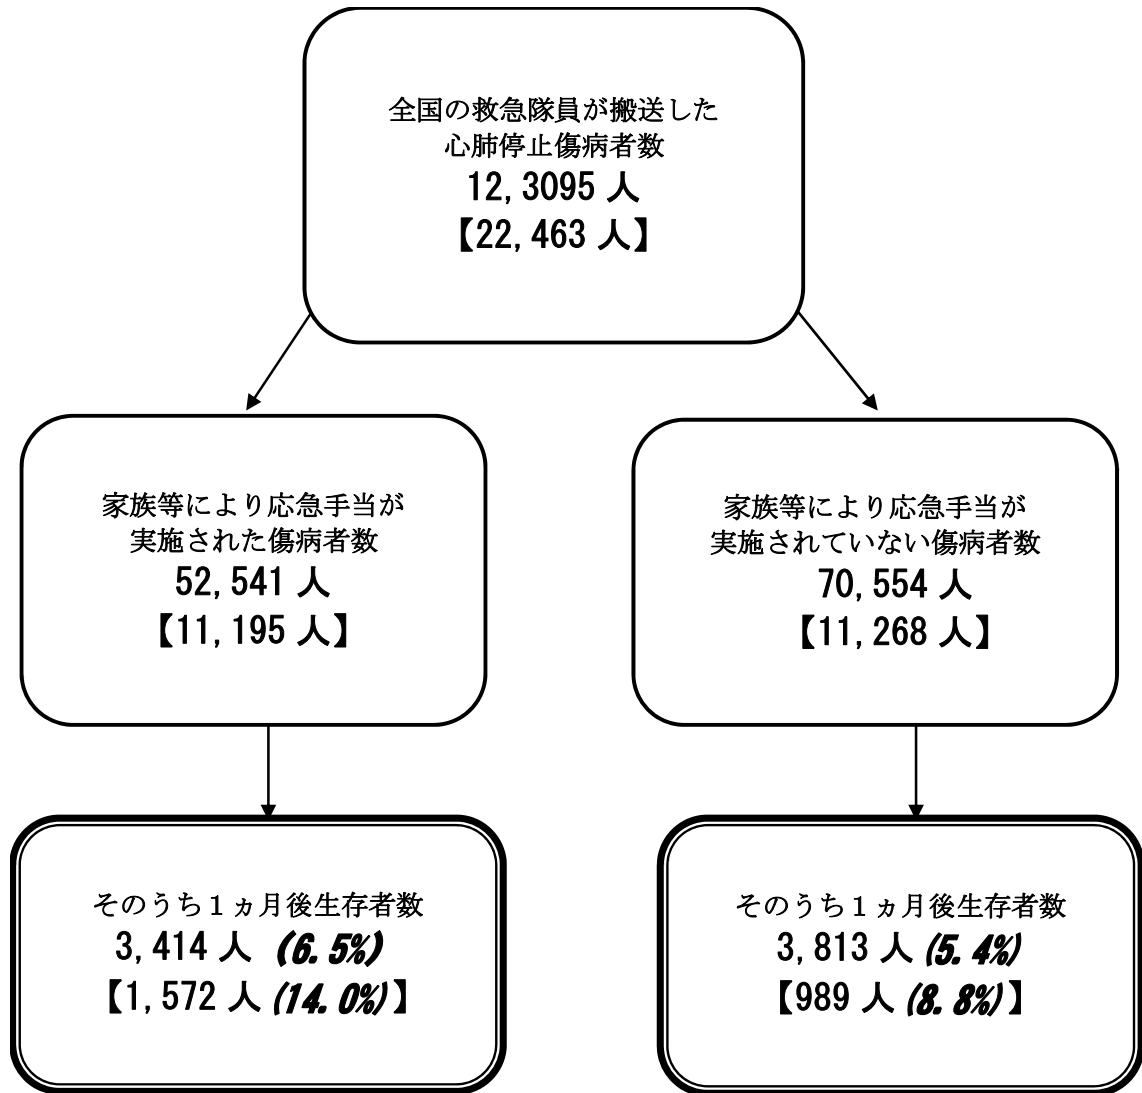 全国の救急隊員が搬送した
心肺停止傷病者数
12,3095 人
【22,463 人】
家族等により応急手当が
実施された傷病者数
52,541 人
【11,195 人】
家族等により応急手当が
実施されていない傷病者数
70,554 人
【11,268 人】
そのうち１ヵ月後生存者数
3,414 人 (6.5%)
【1,572 人 (14.0%)】
そのうち１ヵ月後生存者数
3,813 人 (5.4%)
【989 人 (8.8%)】